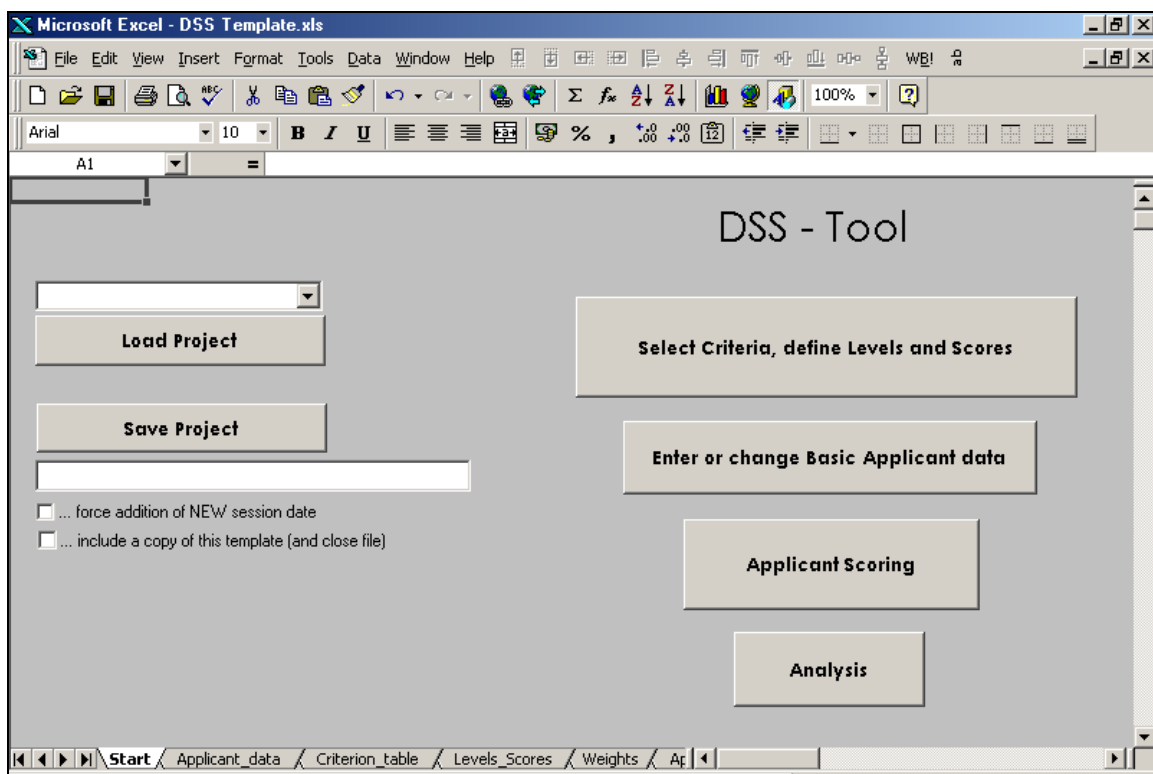 Microsoft Excel - DSS Template.xls
File Edit View Insert Format Tools Data Window Help WB!
100%
Arial 10 B I U % ,
A1 =
DSS - Tool
Load Project
Select Criteria, define Levels and Scores
Save Project
Enter or change Basic Applicant data
... force addition of NEW session date
... include a copy of this template (and close file)
Applicant Scoring
Analysis
Start Applicant_data Criterion_table Levels_Scores Weights Ap